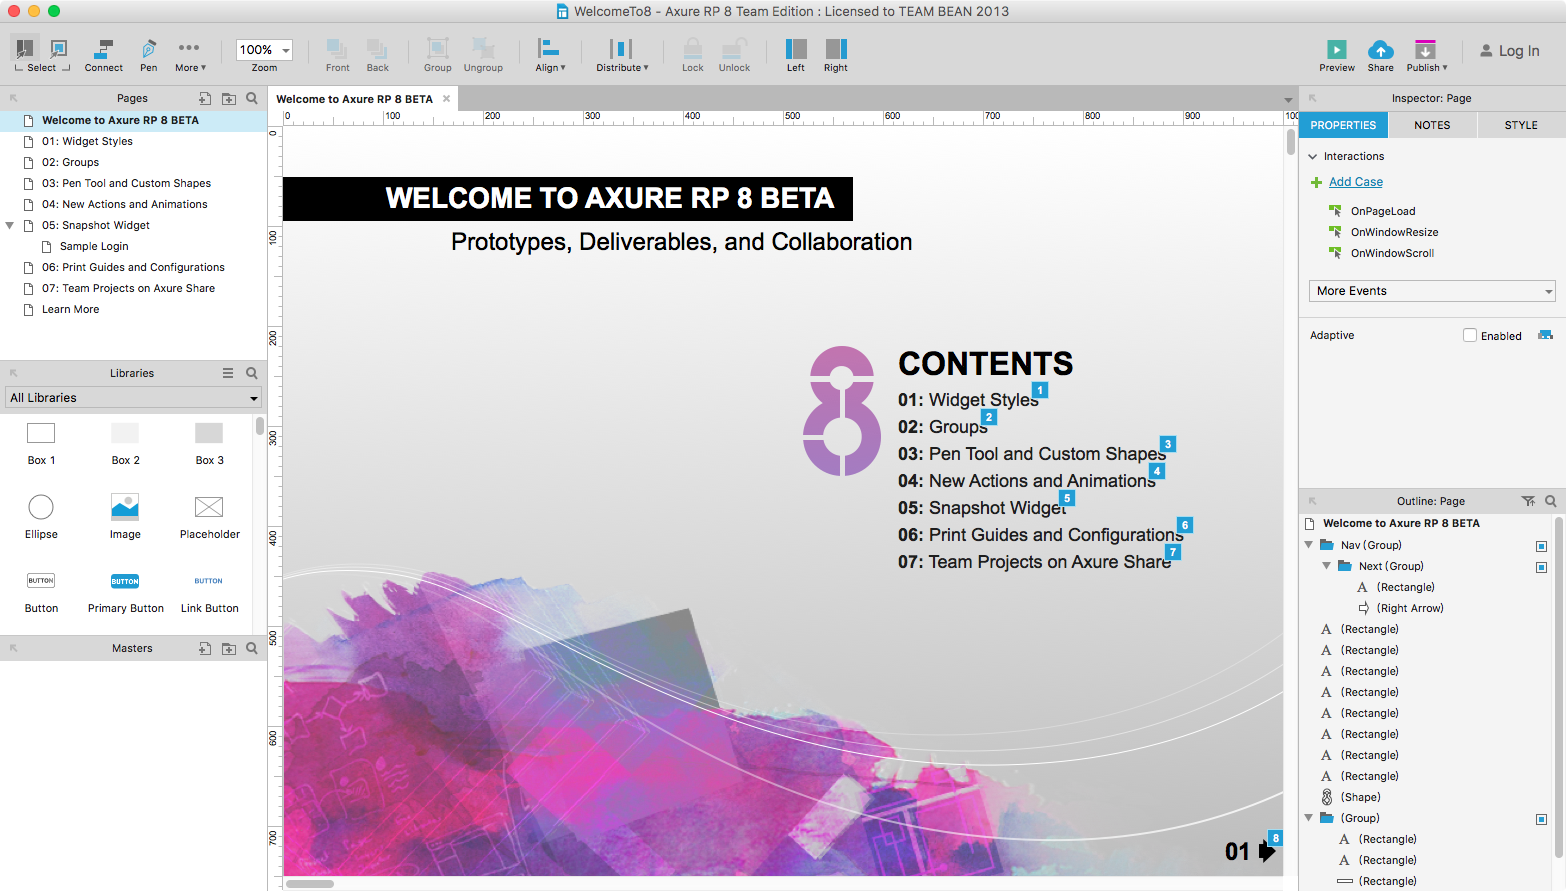 WelcomeTo8 - Axure RP 8 Team Edition : Licensed to TEAM BEAN 2013
Select
Connect
Pen
More
100%
Zoom
Front
Back
Group
Ungroup
Align
Distribute
Lock
Unlock
Left
Right
Preview
Share
Publish
Log In
Pages
Welcome to Axure RP 8 BETA
01: Widget Styles
02: Groups
03: Pen Tool and Custom Shapes
04: New Actions and Animations
05: Snapshot Widget
Sample Login
06: Print Guides and Configurations
07: Team Projects on Axure Share
Learn More
Libraries
All Libraries
Box 1
Box 2
Box 3
Ellipse
Image
Placeholder
BUTTON
BUTTON
BUTTON
Button
Primary Button
Link Button
Masters
Welcome to Axure RP 8 BETA
0 100 200 300 400 500 600 700 800 900 100
0
100
200
300
400
500
600
700
WELCOME TO AXURE RP 8 BETA
Prototypes, Deliverables, and Collaboration
8
CONTENTS
01: Widget Styles 1
02: Groups 2
03: Pen Tool and Custom Shapes 3
04: New Actions and Animations 4
05: Snapshot Widget 5
06: Print Guides and Configurations 6
07: Team Projects on Axure Share 7
01 8
Inspector: Page
PROPERTIES
NOTES
STYLE
Interactions
Add Case
OnPageLoad
OnWindowResize
OnWindowScroll
More Events
Adaptive
Enabled
Outline: Page
Welcome to Axure RP 8 BETA
Nav (Group)
Next (Group)
A (Rectangle)
(Right Arrow)
A (Rectangle)
A (Rectangle)
A (Rectangle)
A (Rectangle)
A (Rectangle)
A (Rectangle)
A (Rectangle)
A (Rectangle)
(Shape)
(Group)
A (Rectangle)
A (Rectangle)
(Rectangle)